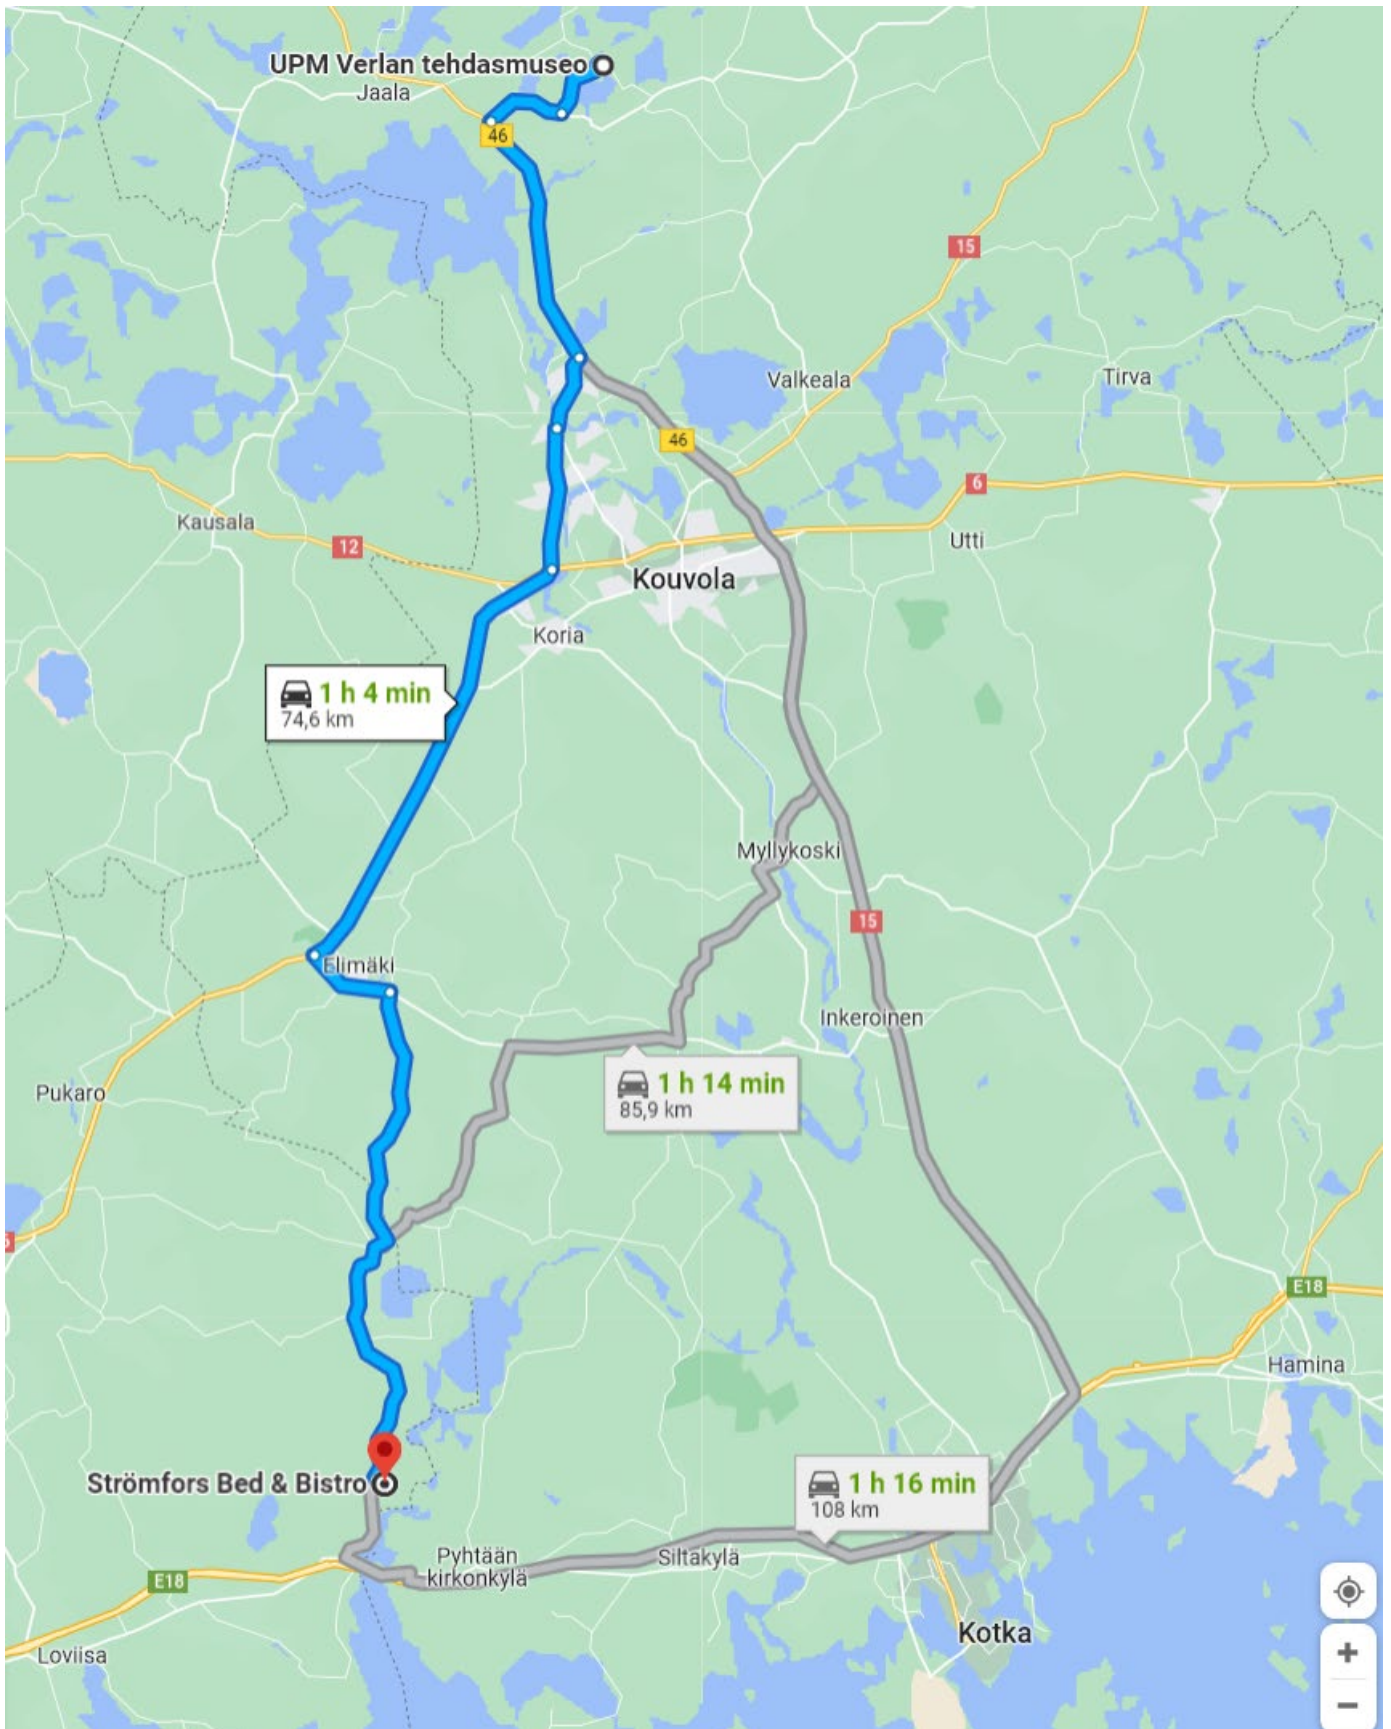 UPM Verlan tehdasmuseo
Jaala
46
15
Valkeala
Tirva
46
6
Kausala
12
Utti
Kouvola
Koria
1 h 4 min
74,6 km
Myllykoski
15
Elimäki
Inkeroinen
1 h 14 min
85,9 km
Pukaro
E18
Hamina
Strömfors Bed & Bistro
1 h 16 min
108 km
Pyhtään
kirkonkylä
Siltakylä
E18
Kotka
Loviisa